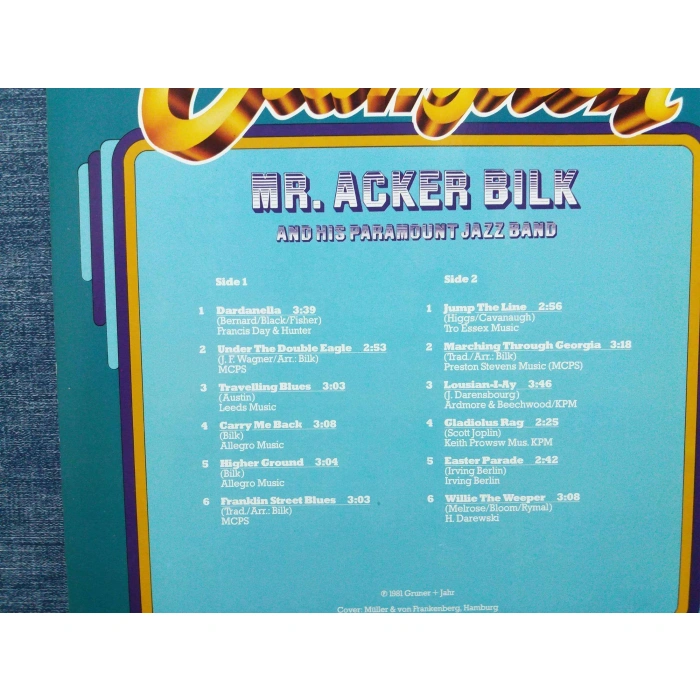 MR. ACKER BILK
AND HIS PARAMOUNT JAZZ BAND
Side 1
1 Dardanella 3:39
(Bernard/Black/Fisher)
Francis Day & Hunter
2 Under The Double Eagle 2:53
(J. F. Wagner/Arr.: Bilk)
MCPS
3 Travelling Blues 3:03
(Austin)
Leeds Music
4 Carry Me Back 3:08
(Bilk)
Allegro Music
5 Higher Ground 3:04
(Bilk)
Allegro Music
6 Franklin Street Blues 3:03
(Trad./Arr.: Bilk)
MCPS
Side 2
1 Jump The Line 2:56
(Higgs/Cavanaugh)
Tro Essex Music
2 Marching Through Georgia 3:18
(Trad./Arr.: Bilk)
Preston Stevens Music (MCPS)
3 Lousian-I-Ay 3:46
(J. Darensbourg)
Ardmore & Beechwood/KPM
4 Gladiolus Rag 2:25
(Scott Joplin)
Keith Prowsw Mus. KPM
5 Easter Parade 2:42
(Irving Berlin)
Irving Berlin
6 Willie The Weeper 3:08
(Melrose/Bloom/Rymal)
H. Darewski
℗ 1981 Gruner + Jahr
Cover: Müller & von Frankenberg, Hamburg